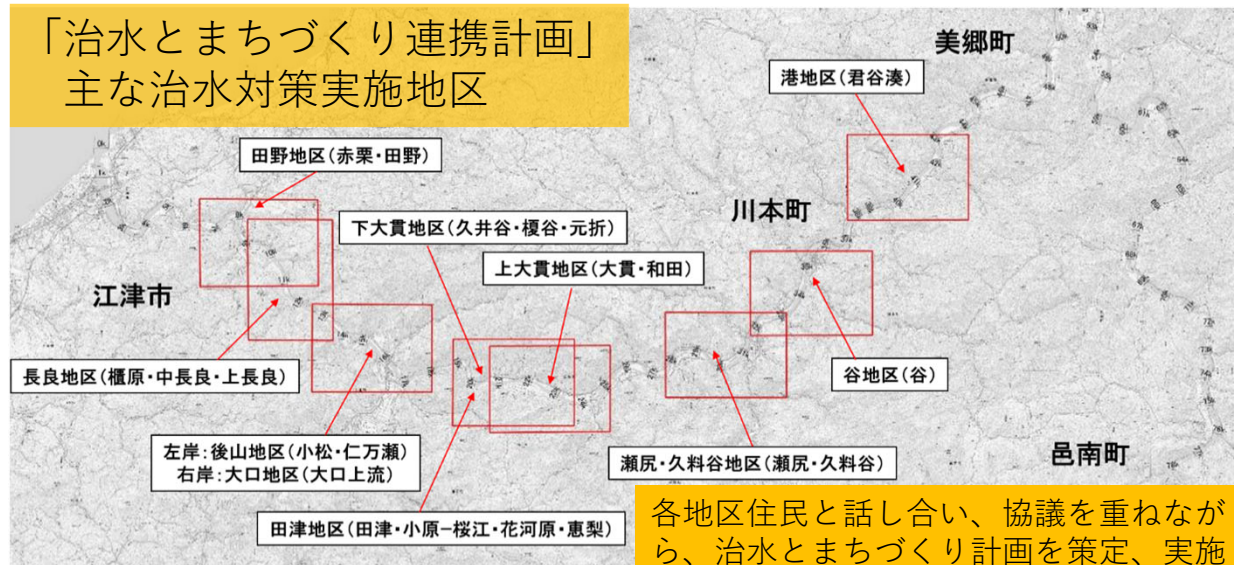 「治水とまちづくり連携計画」
主な治水対策実施地区
美郷町
港地区(君谷湊)
田野地区(赤栗・田野)
川本町
下大貫地区(久井谷・榎谷・元折)
上大貫地区(大貫・和田)
江津市
長良地区(櫃原・中長良・上長良)
谷地区(谷)
左岸:後山地区(小松・仁万瀬)
右岸:大口地区(大口上流)
瀬尻・久料谷地区(瀬尻・久料谷)
邑南町
田津地区(田津・小原−桜江・花河原・恵梨)
各地区住民と話し合い、協議を重ねなが
ら、治水とまちづくり計画を策定、実施